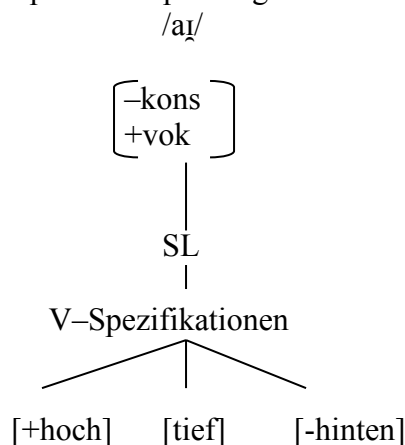 /aɪ̯/
–kons
+vok
SL
V–Spezifikationen
[+hoch] [tief] [-hinten]